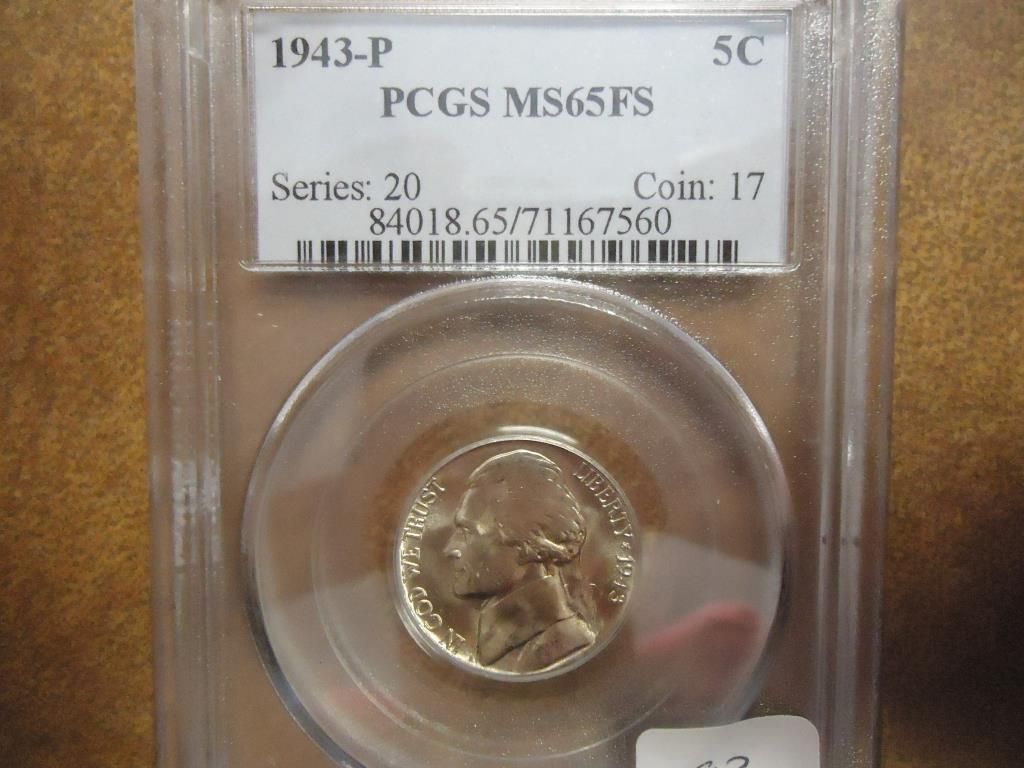 1943-P 5C
PCGS MS65FS
Series: 20 Coin: 17
84018.65/71167560
IN GOD WE TRUST
LIBERTY ★ 1943